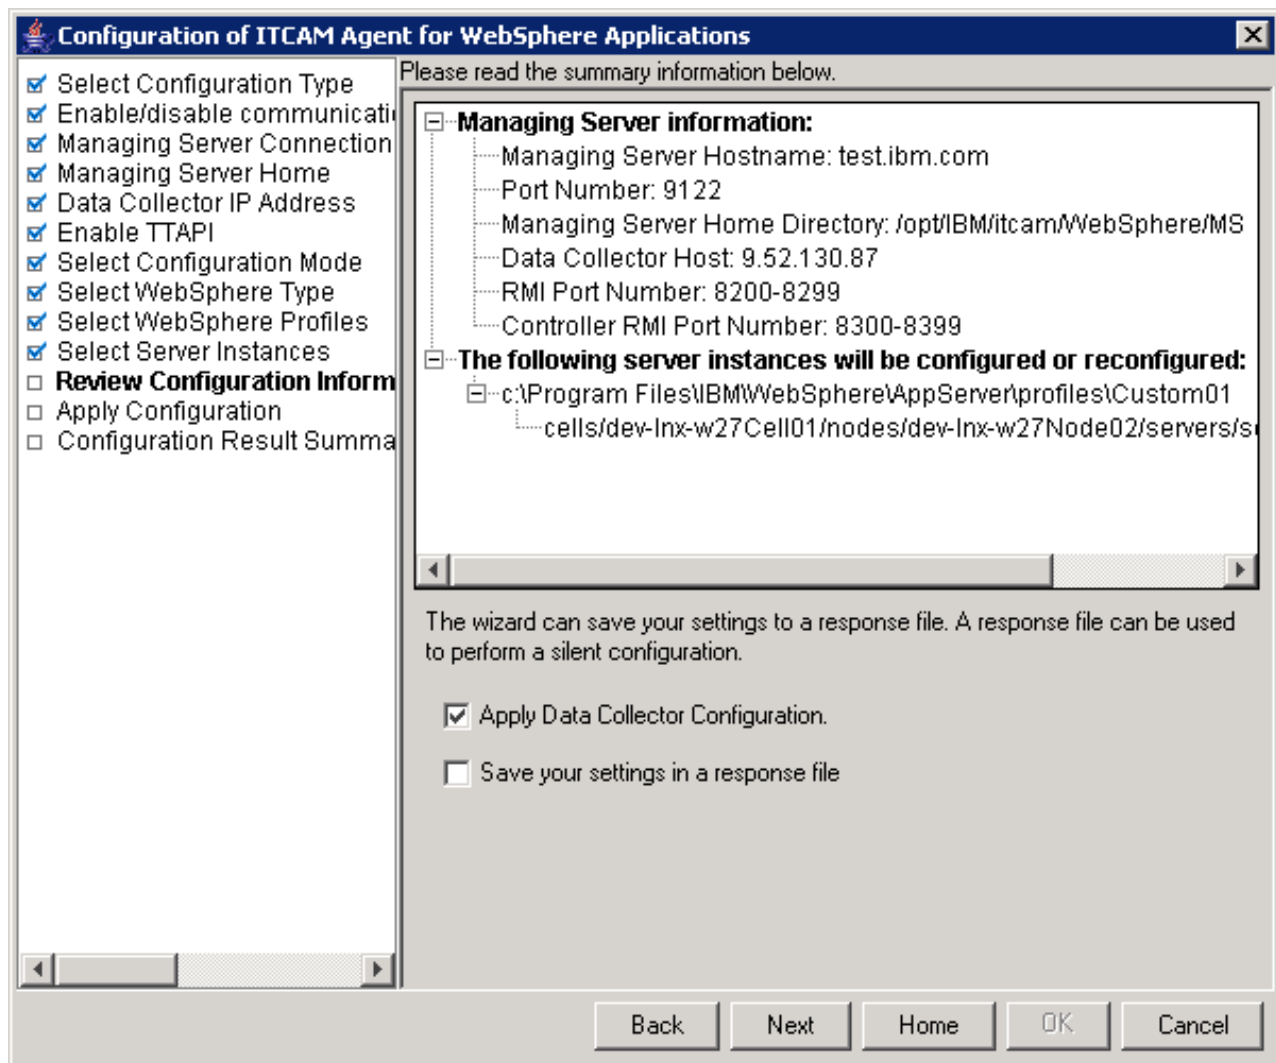 Configuration of ITCAM Agent for WebSphere Applications
Select Configuration Type
Enable/disable communicati
Managing Server Connection
Managing Server Home
Data Collector IP Address
Enable TTAPI
Select Configuration Mode
Select WebSphere Type
Select WebSphere Profiles
Select Server Instances
Review Configuration Inform
Apply Configuration
Configuration Result Summa
Please read the summary information below.
Managing Server information:
Managing Server Hostname: test.ibm.com
Port Number: 9122
Managing Server Home Directory: /opt/IBM/itcam/WebSphere/MS
Data Collector Host: 9.52.130.87
RMI Port Number: 8200-8299
Controller RMI Port Number: 8300-8399
The following server instances will be configured or reconfigured:
c:\Program Files\IBM\WebSphere\AppServer\profiles\Custom01
cells/dev-lnx-w27Cell01/nodes/dev-lnx-w27Node02/servers/s
The wizard can save your settings to a response file. A response file can be used
to perform a silent configuration.
Apply Data Collector Configuration.
Save your settings in a response file
Back Next Home OK Cancel